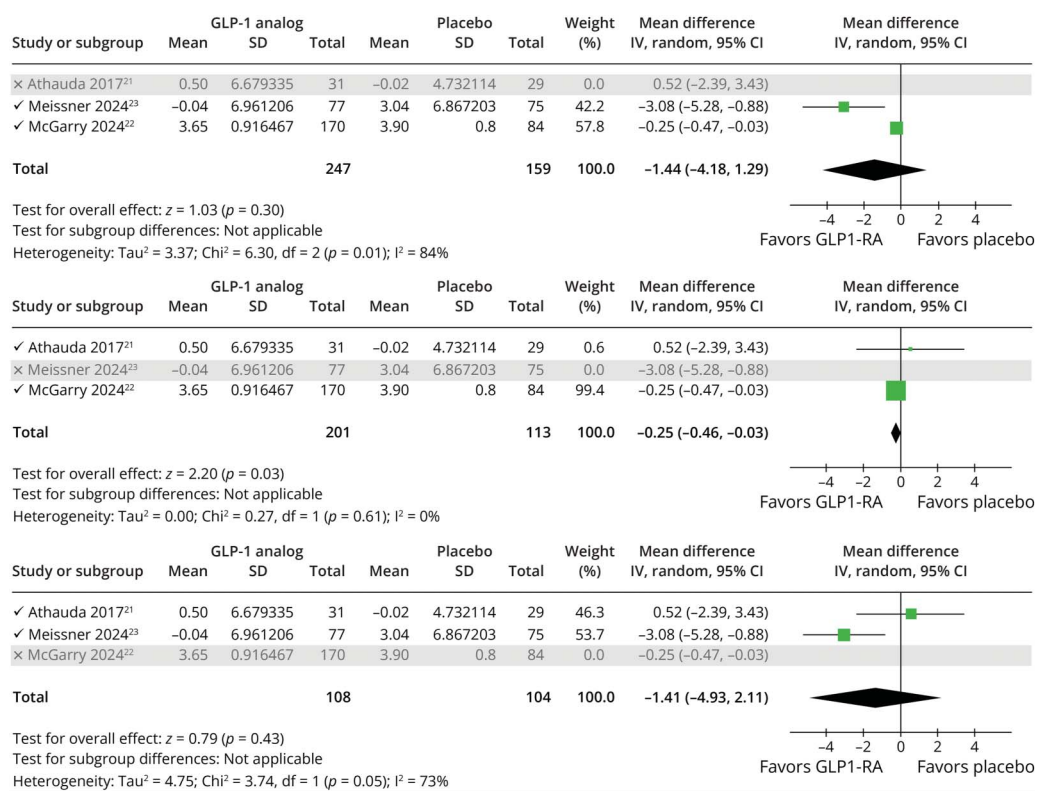 GLP-1 analog Placebo Weight Mean difference Mean difference
Study or subgroup Mean SD Total Mean SD Total (%) IV, random, 95% CI IV, random, 95% CI
× Athauda 2017²¹ 0.50 6.679335 31 –0.02 4.732114 29 0.0 0.52 (–2.39, 3.43)
✓ Meissner 2024²³ –0.04 6.961206 77 3.04 6.867203 75 42.2 –3.08 (–5.28, –0.88)
✓ McGarry 2024²² 3.65 0.916467 170 3.90 0.8 84 57.8 –0.25 (–0.47, –0.03)
Total 247 159 100.0 –1.44 (–4.18, 1.29)
Test for overall effect: z = 1.03 (p = 0.30)
Test for subgroup differences: Not applicable
Heterogeneity: Tau² = 3.37; Chi² = 6.30, df = 2 (p = 0.01); I² = 84%
–4 –2 0 2 4
Favors GLP1-RA Favors placebo
GLP-1 analog Placebo Weight Mean difference Mean difference
Study or subgroup Mean SD Total Mean SD Total (%) IV, random, 95% CI IV, random, 95% CI
✓ Athauda 2017²¹ 0.50 6.679335 31 –0.02 4.732114 29 0.6 0.52 (–2.39, 3.43)
× Meissner 2024²³ –0.04 6.961206 77 3.04 6.867203 75 0.0 –3.08 (–5.28, –0.88)
✓ McGarry 2024²² 3.65 0.916467 170 3.90 0.8 84 99.4 –0.25 (–0.47, –0.03)
Total 201 113 100.0 –0.25 (–0.46, –0.03)
Test for overall effect: z = 2.20 (p = 0.03)
Test for subgroup differences: Not applicable
Heterogeneity: Tau² = 0.00; Chi² = 0.27, df = 1 (p = 0.61); I² = 0%
–4 –2 0 2 4
Favors GLP1-RA Favors placebo
GLP-1 analog Placebo Weight Mean difference Mean difference
Study or subgroup Mean SD Total Mean SD Total (%) IV, random, 95% CI IV, random, 95% CI
✓ Athauda 2017²¹ 0.50 6.679335 31 –0.02 4.732114 29 46.3 0.52 (–2.39, 3.43)
✓ Meissner 2024²³ –0.04 6.961206 77 3.04 6.867203 75 53.7 –3.08 (–5.28, –0.88)
× McGarry 2024²² 3.65 0.916467 170 3.90 0.8 84 0.0 –0.25 (–0.47, –0.03)
Total 108 104 100.0 –1.41 (–4.93, 2.11)
Test for overall effect: z = 0.79 (p = 0.43)
Test for subgroup differences: Not applicable
Heterogeneity: Tau² = 4.75; Chi² = 3.74, df = 1 (p = 0.05); I² = 73%
–4 –2 0 2 4
Favors GLP1-RA Favors placebo